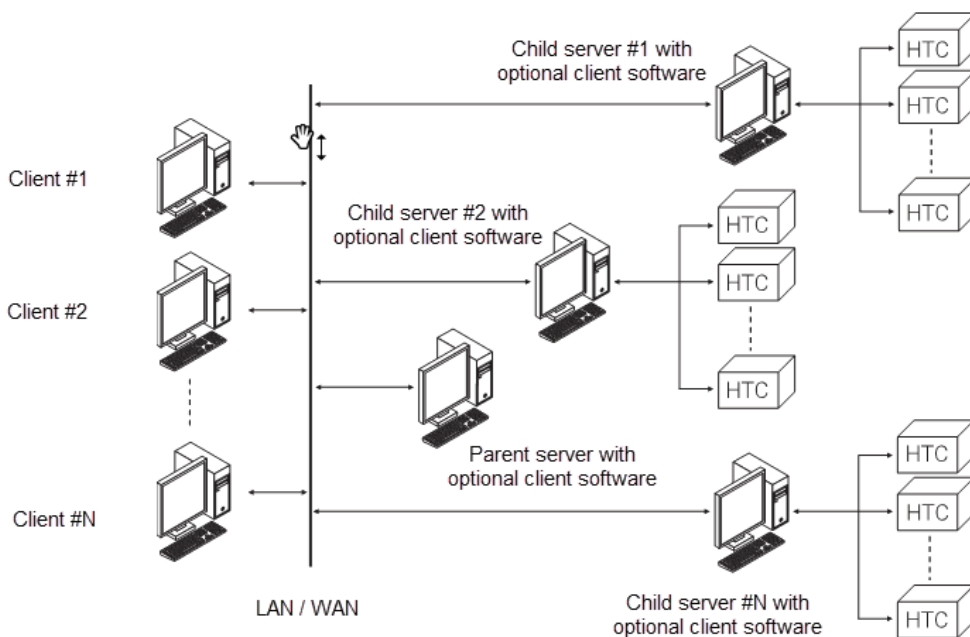 Child server #1 with
optional client software
HTC
HTC
HTC
Client #1
Child server #2 with
optional client software
HTC
HTC
HTC
Client #2
Parent server with
optional client software
HTC
HTC
HTC
Client #N
LAN / WAN
Child server #N with
optional client software